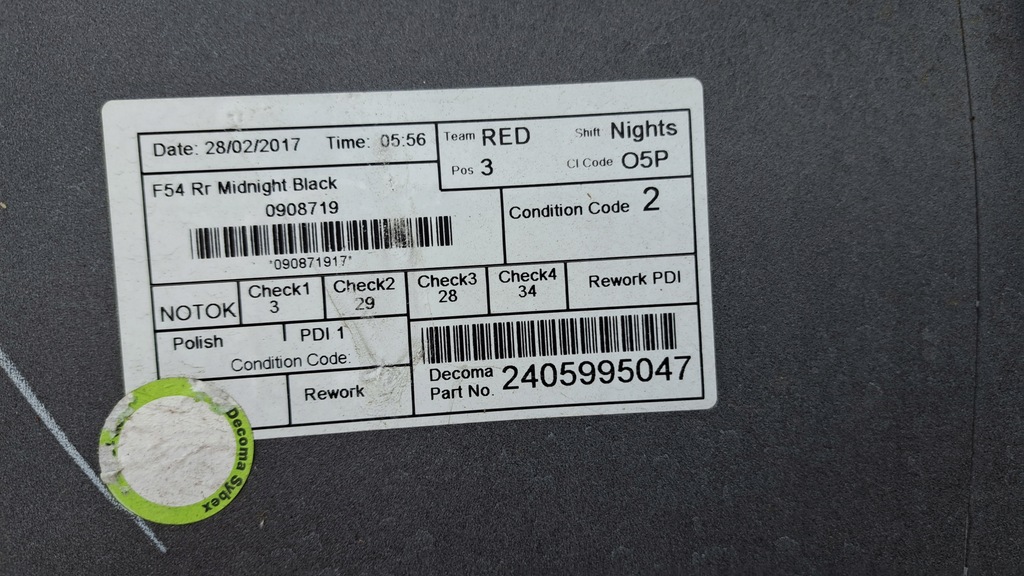 Date: 28/02/2017 Time: 05:56
Team RED Shift Nights
Pos 3 CI Code O5P
F54 Rr Midnight Black
0908719
*090871917*
Condition Code 2
NOTOK
Check1
3
Check2
29
Check3
28
Check4
34
Rework PDI
Polish
PDI 1
Condition Code:
Rework
Decoma
Part No. 2405995047
Decoma Sybex